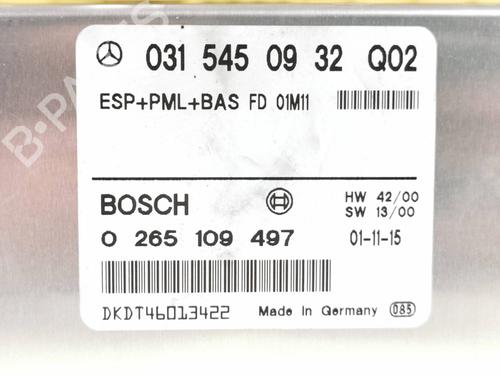 031 545 09 32 Q02
ESP+PML+BAS FD 01M11
BOSCH
HW 42/00
SW 13/00
0 265 109 497
01-11-15
DKDT46013422
Made in Germany
085
B-PARTS